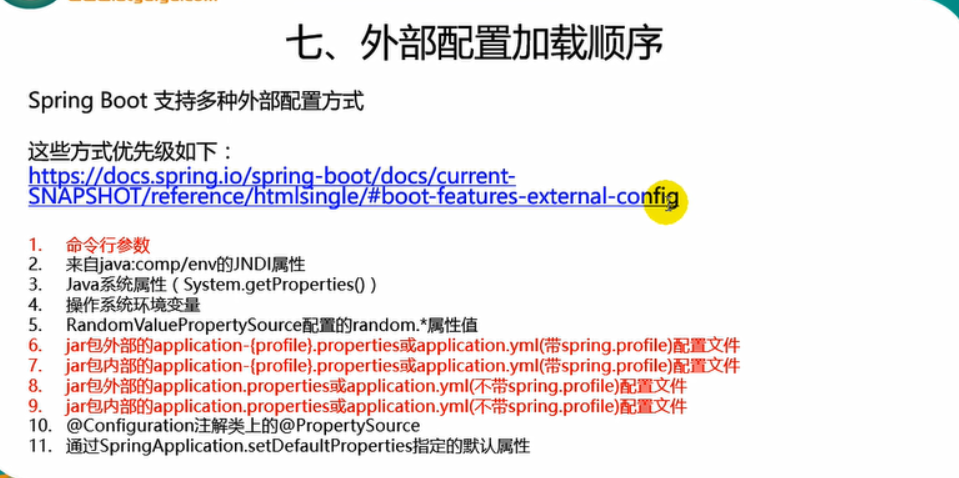 七、外部配置加载顺序
Spring Boot 支持多种外部配置方式
这些方式优先级如下：
https://docs.spring.io/spring-boot/docs/current-
SNAPSHOT/reference/htmlsingle/#boot-features-external-config
1. 命令行参数
2. 来自java:comp/env的JNDI属性
3. Java系统属性（System.getProperties()）
4. 操作系统环境变量
5. RandomValuePropertySource配置的random.*属性值
6. jar包外部的application-{profile}.properties或application.yml(带spring.profile)配置文件
7. jar包内部的application-{profile}.properties或application.yml(带spring.profile)配置文件
8. jar包外部的application.properties或application.yml(不带spring.profile)配置文件
9. jar包内部的application.properties或application.yml(不带spring.profile)配置文件
10. @Configuration注解类上的@PropertySource
11. 通过SpringApplication.setDefaultProperties指定的默认属性